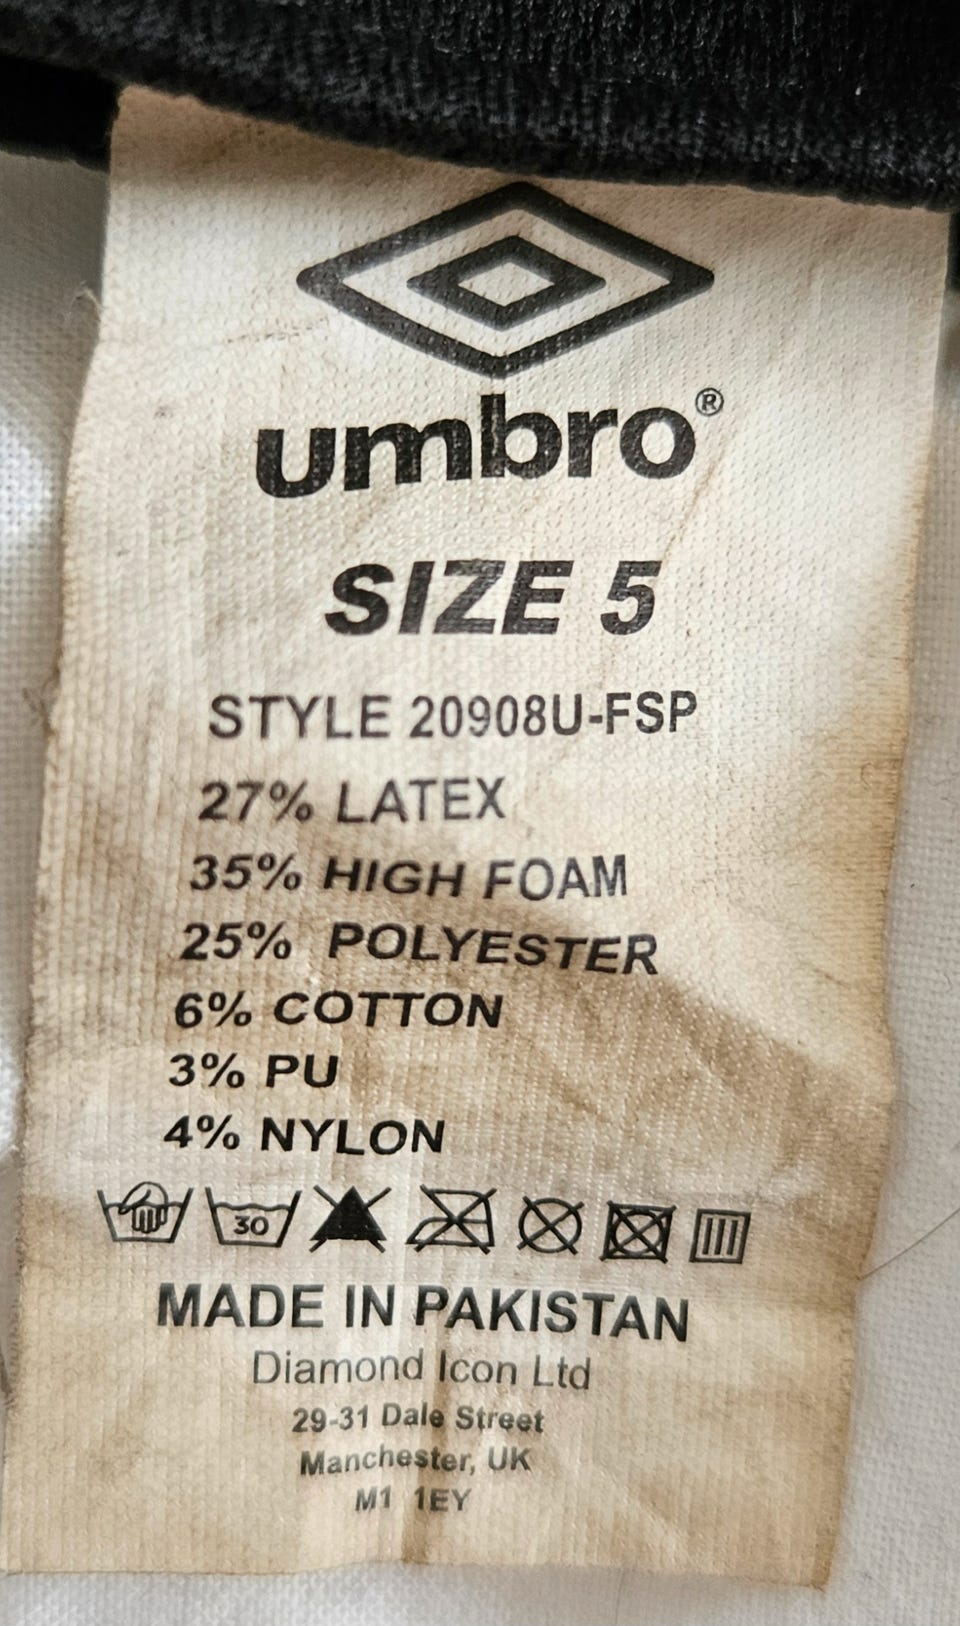 umbro®
SIZE 5
STYLE 20908U-FSP
27% LATEX
35% HIGH FOAM
25% POLYESTER
6% COTTON
3% PU
4% NYLON
30
MADE IN PAKISTAN
Diamond Icon Ltd
29-31 Dale Street
Manchester, UK
M1 1EY